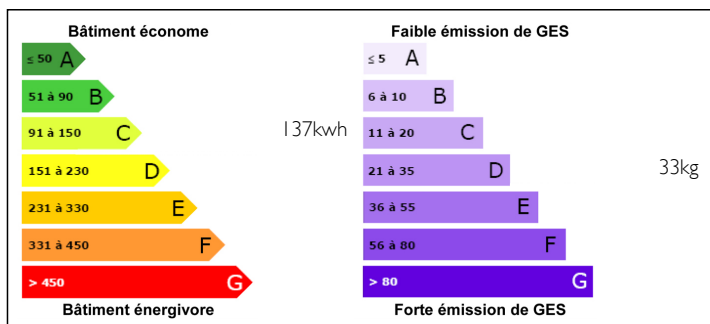 Bâtiment économe
≤ 50 A
51 à 90 B
91 à 150 C
137kwh
151 à 230 D
231 à 330 E
331 à 450 F
> 450 G
Bâtiment énergivore
Faible émission de GES
≤ 5 A
6 à 10 B
11 à 20 C
21 à 35 D
33kg
36 à 55 E
56 à 80 F
> 80 G
Forte émission de GES